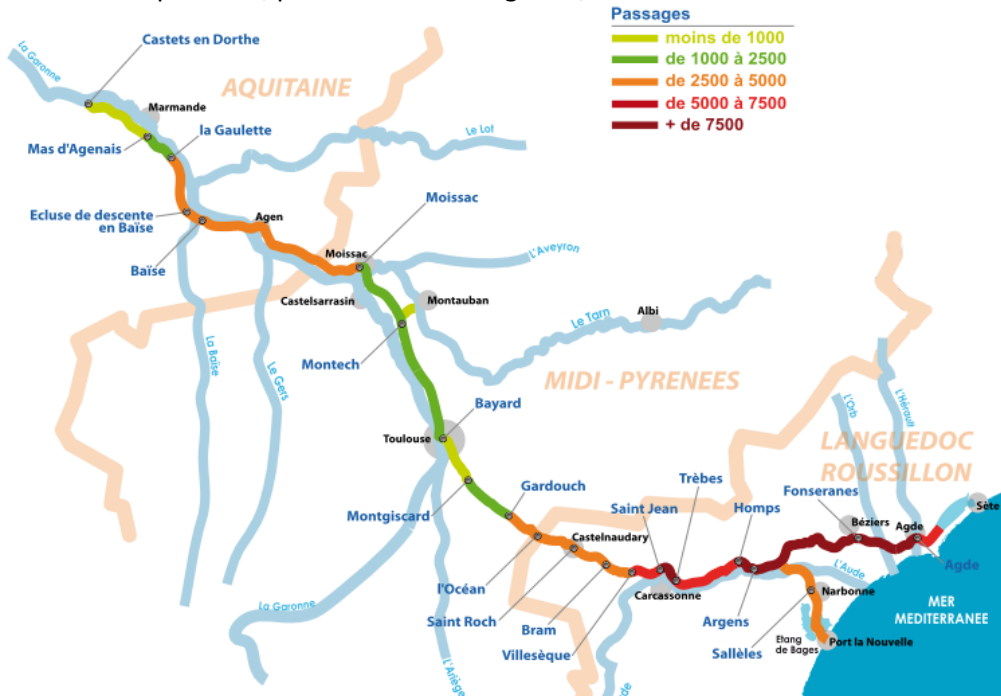 Passages
moins de 1000
de 1000 à 2500
de 2500 à 5000
de 5000 à 7500
+ de 7500
La Garonne
Castets en Dorthe
AQUITAINE
Marmande
la Gaulette
Mas d'Agenais
Le Lot
Ecluse de descente
en Baïse
Agen
Moissac
Baïse
Moissac
L'Aveyron
Castelsarrasin
Montauban
Le Tarn
Albi
La Baïse
Le Gers
Montech
MIDI - PYRENEES
L'Orb
L'Hérault
Bayard
Toulouse
LANGUEDOC
ROUSSILLON
Trèbes
Gardouch
Saint Jean
Homps
Fonseranes
Sète
Montgiscard
Béziers
Agde
Castelnaudary
Agde
L'Aude
l'Océan
Carcassonne
Narbonne
La Garonne
Saint Roch
Bram
Argens
MER
MEDITERRANEE
Villesèque
Sallèles
Etang
de Bages
Port la Nouvelle
L'Ariège